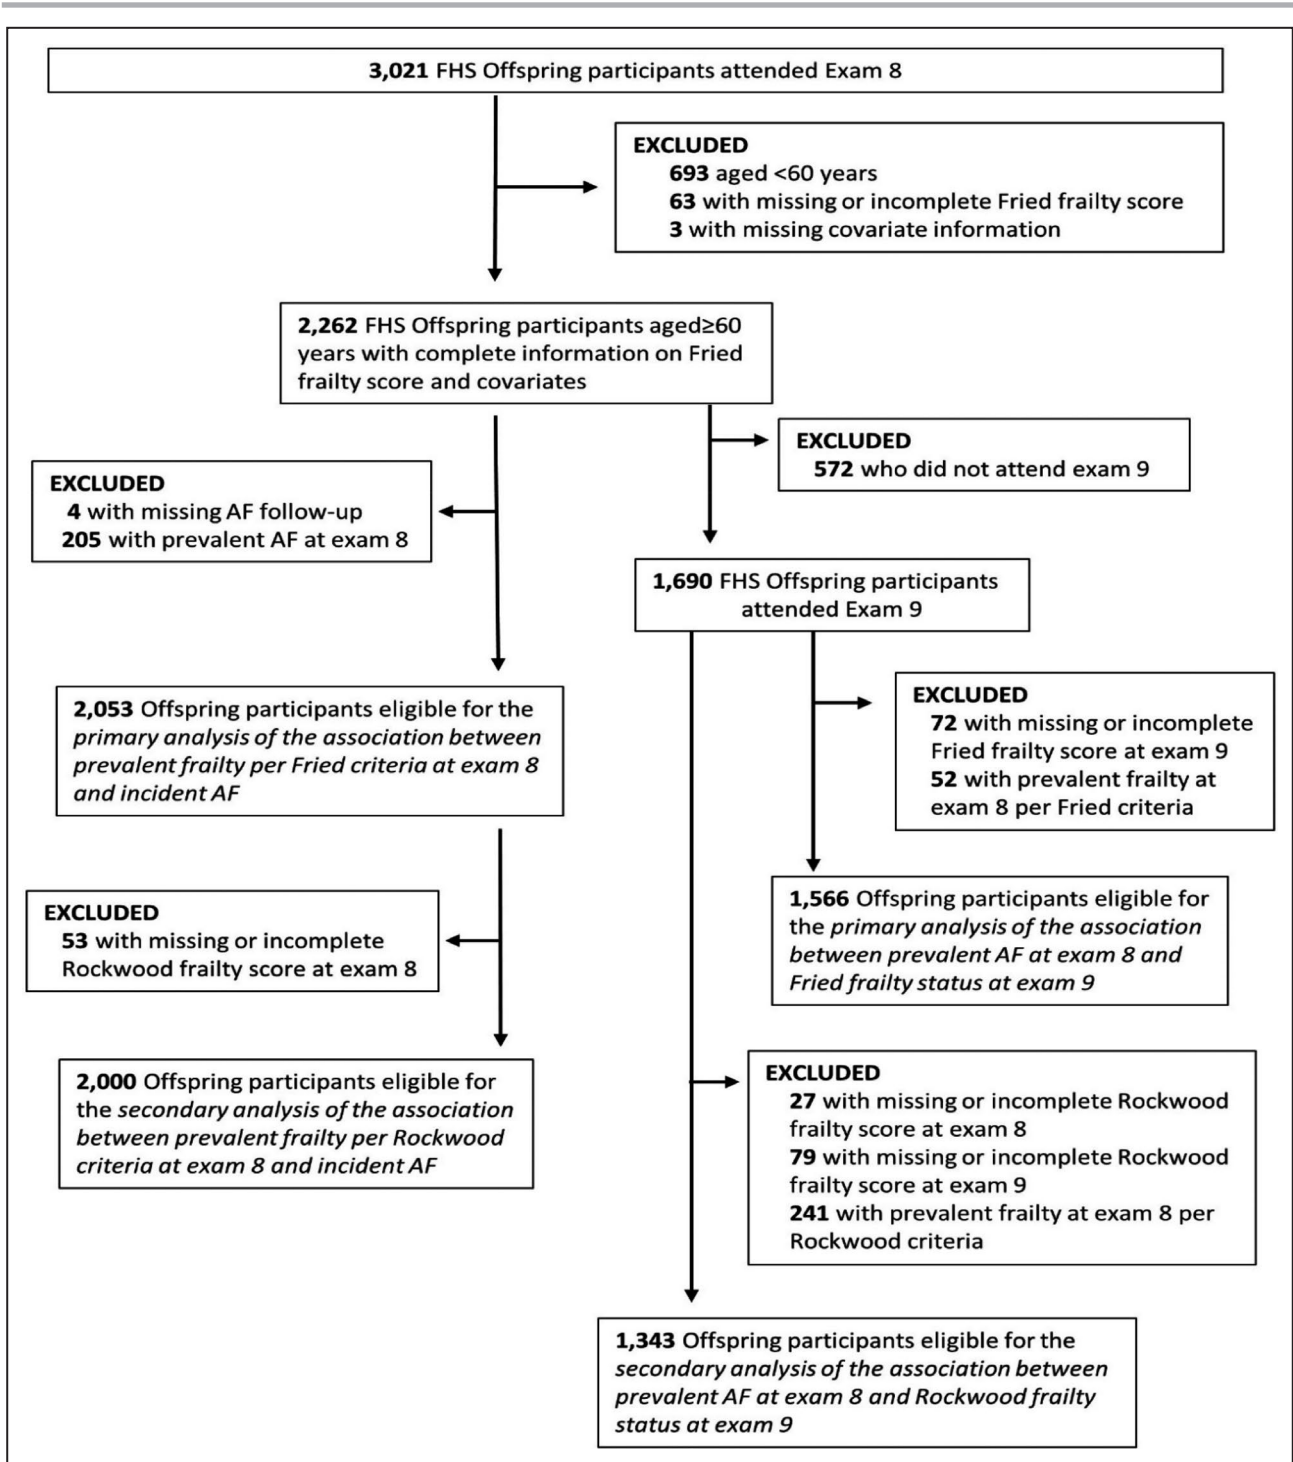 3,021 FHS Offspring participants attended Exam 8
EXCLUDED
693 aged <60 years
63 with missing or incomplete Fried frailty score
3 with missing covariate information
2,262 FHS Offspring participants aged≥60
years with complete information on Fried
frailty score and covariates
EXCLUDED
572 who did not attend exam 9
EXCLUDED
4 with missing AF follow-up
205 with prevalent AF at exam 8
1,690 FHS Offspring participants
attended Exam 9
2,053 Offspring participants eligible for the
primary analysis of the association between
prevalent frailty per Fried criteria at exam 8
and incident AF
EXCLUDED
72 with missing or incomplete
Fried frailty score at exam 9
52 with prevalent frailty at
exam 8 per Fried criteria
EXCLUDED
53 with missing or incomplete
Rockwood frailty score at exam 8
1,566 Offspring participants eligible for
the primary analysis of the association
between prevalent AF at exam 8 and
Fried frailty status at exam 9
2,000 Offspring participants eligible for
the secondary analysis of the association
between prevalent frailty per Rockwood
criteria at exam 8 and incident AF
EXCLUDED
27 with missing or incomplete Rockwood
frailty score at exam 8
79 with missing or incomplete Rockwood
frailty score at exam 9
241 with prevalent frailty at exam 8 per
Rockwood criteria
1,343 Offspring participants eligible for the
secondary analysis of the association between
prevalent AF at exam 8 and Rockwood frailty
status at exam 9